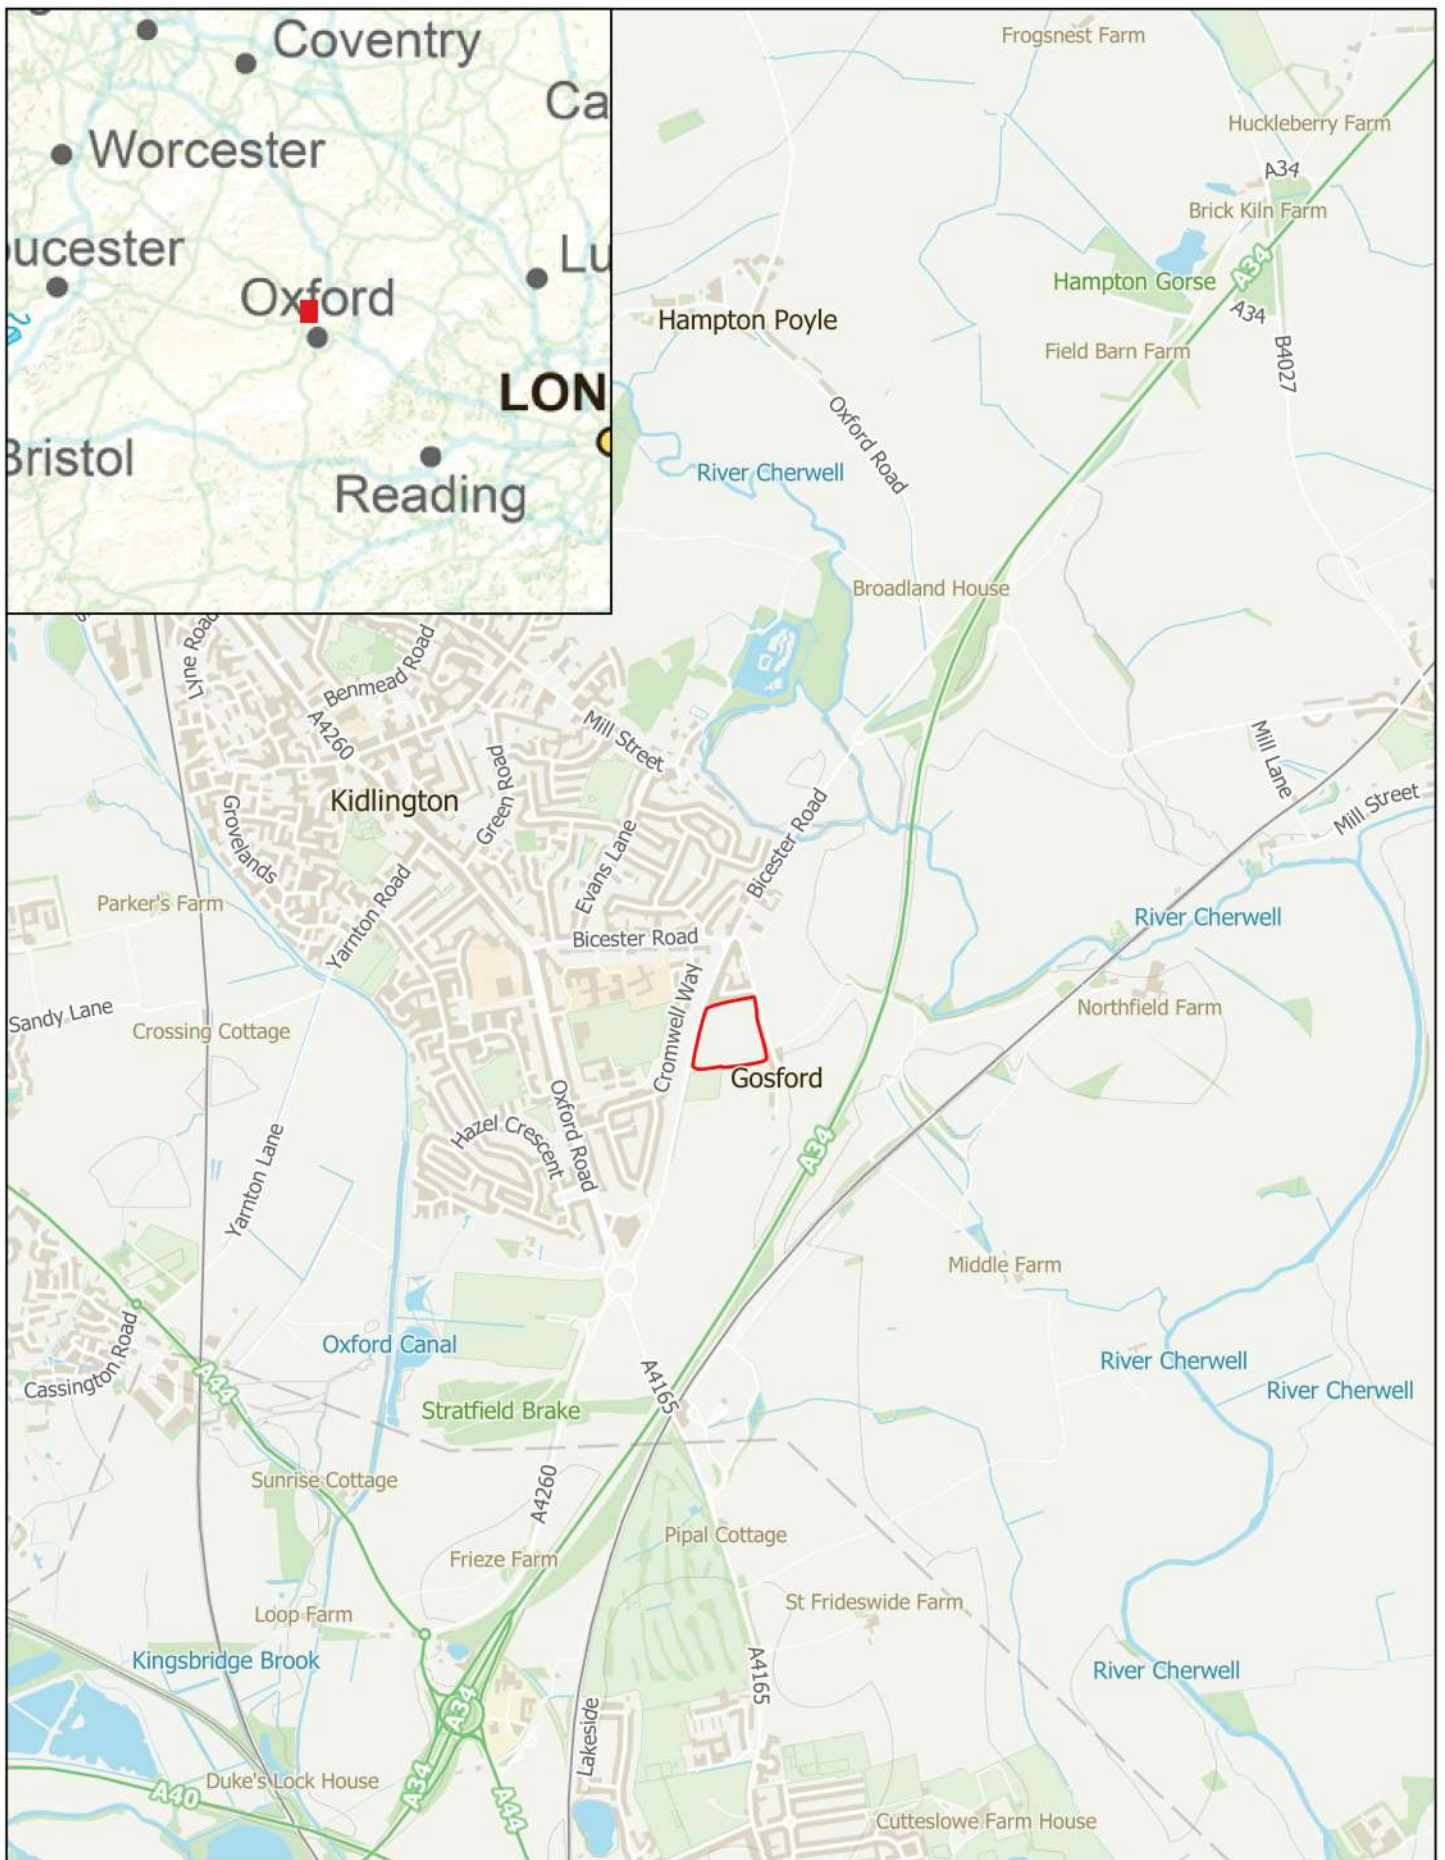 Coventry
Ca
Worcester
oucester
Lu
Oxford
LON
Bristol
Reading
Frogsnest Farm
Huckleberry Farm
A34
Brick Kiln Farm
Hampton Gorse
A34
A34
Hampton Poyle
Field Barn Farm
B4027
Oxford Road
River Cherwell
Broadland House
Lyne Road
Benmead Road
A4260
Mill Street
Green Road
Kidlington
Mill Lane
Mill Street
Grovelands
Evans Lane
Bicester Road
Parker's Farm
Yarnton Road
River Cherwell
Bicester Road
Cromwell Way
Northfield Farm
Sandy Lane
Crossing Cottage
Gosford
Oxford Road
Hazel Crescent
A34
Yarnton Lane
Middle Farm
Oxford Canal
Cassington Road
A44
River Cherwell
River Cherwell
A4165
Stratfield Brake
Sunrise Cottage
A4260
Pipal Cottage
Frieze Farm
St Frideswide Farm
Loop Farm
Kingsbridge Brook
River Cherwell
A4165
A34
Lakeside
Duke's Lock House
A40
A34
A44
Cutteslowe Farm House